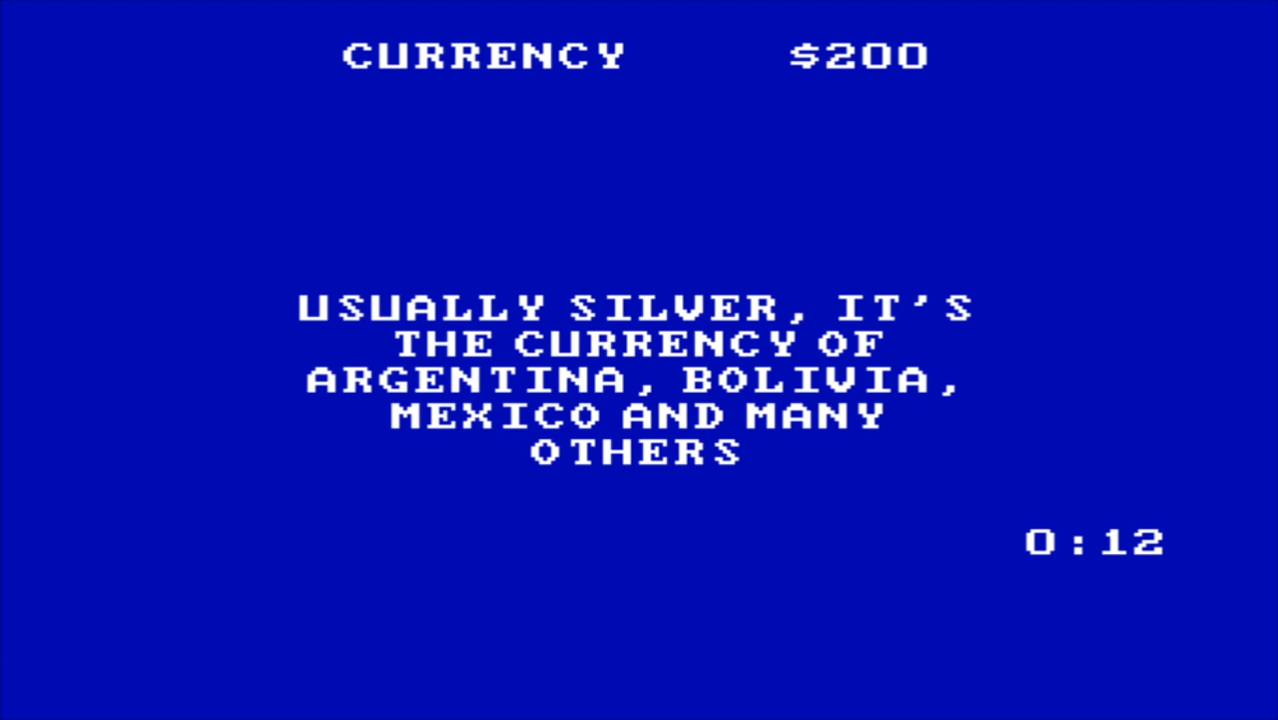 CURRENCY $200
USUALLY SILVER, IT'S
THE CURRENCY OF
ARGENTINA, BOLIVIA,
MEXICO AND MANY
OTHERS
0:12